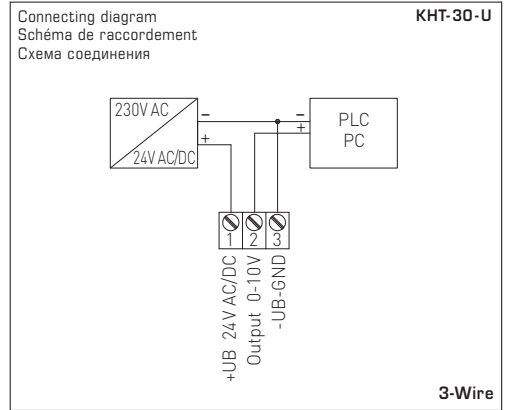 Connecting diagram
KHT-30-U
Schéma de raccordement
Схема соединения
230V AC
24V AC/DC
−
+
−
+
PLC
PC
1 2 3
+UB 24V AC/DC
Output 0-10V
-UB-GND
3-Wire